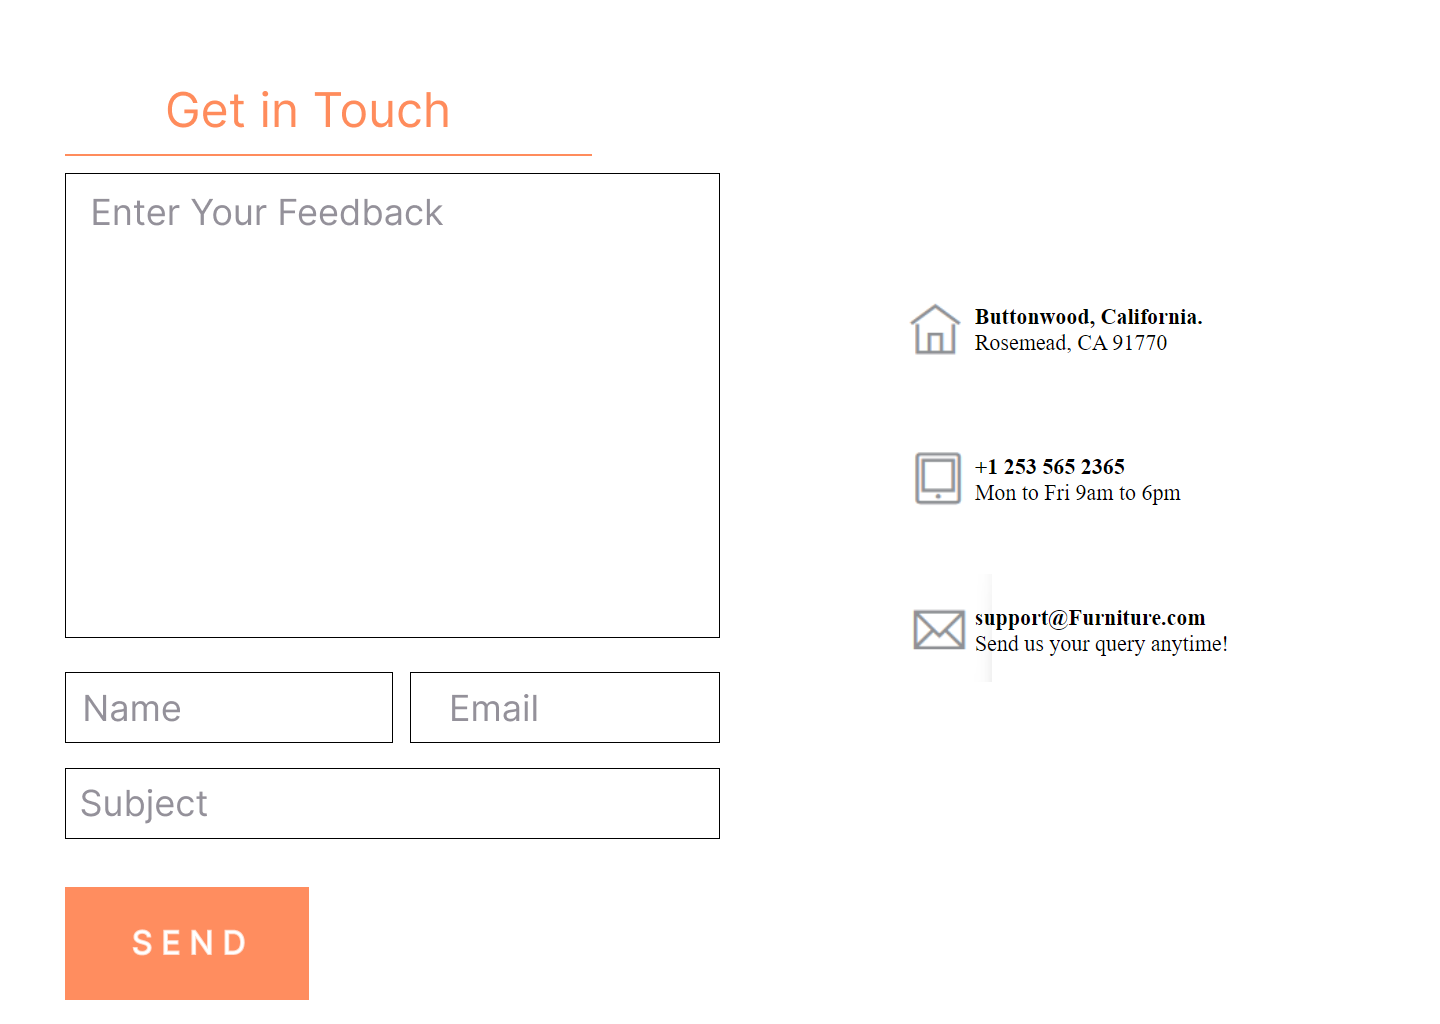 Get in Touch
Enter Your Feedback
Name
Email
Subject
SEND
Buttonwood, California.
Rosemead, CA 91770
+1 253 565 2365
Mon to Fri 9am to 6pm
support@Furniture.com
Send us your query anytime!